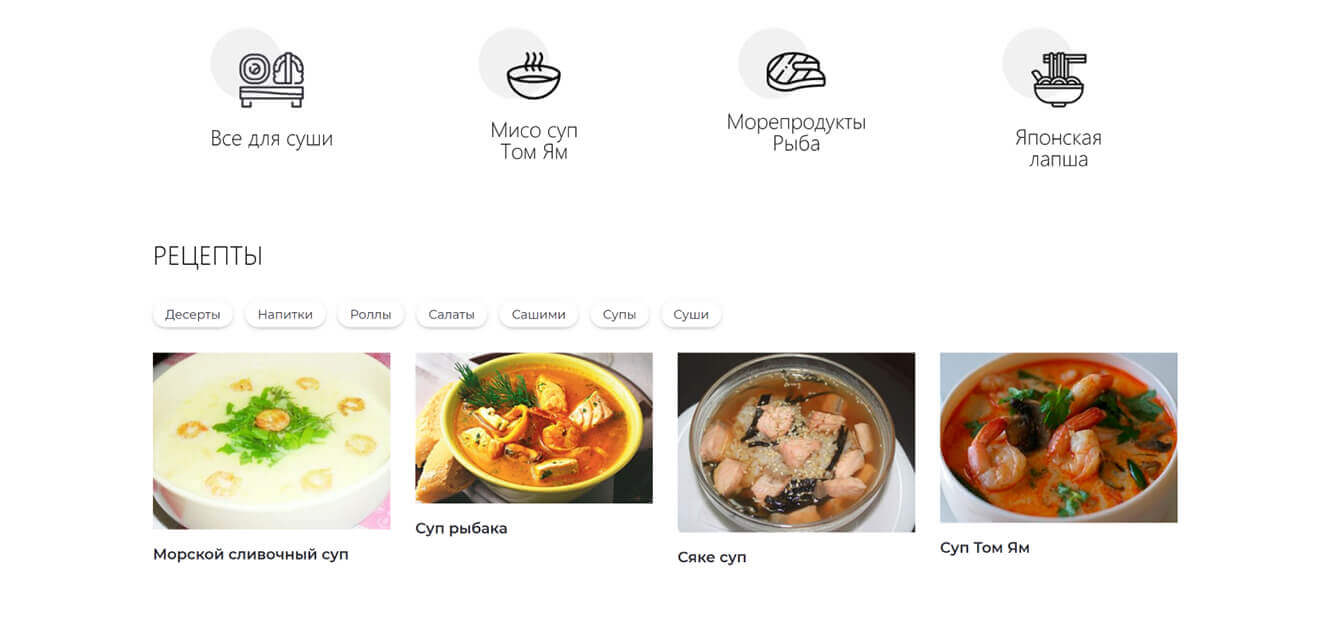 Все для суши
Мисо суп
Том Ям
Морепродукты
Рыба
Японская
лапша
РЕЦЕПТЫ
Десерты
Напитки
Роллы
Салаты
Сашими
Супы
Суши
Морской сливочный суп
Суп рыбака
Сяке суп
Суп Том Ям